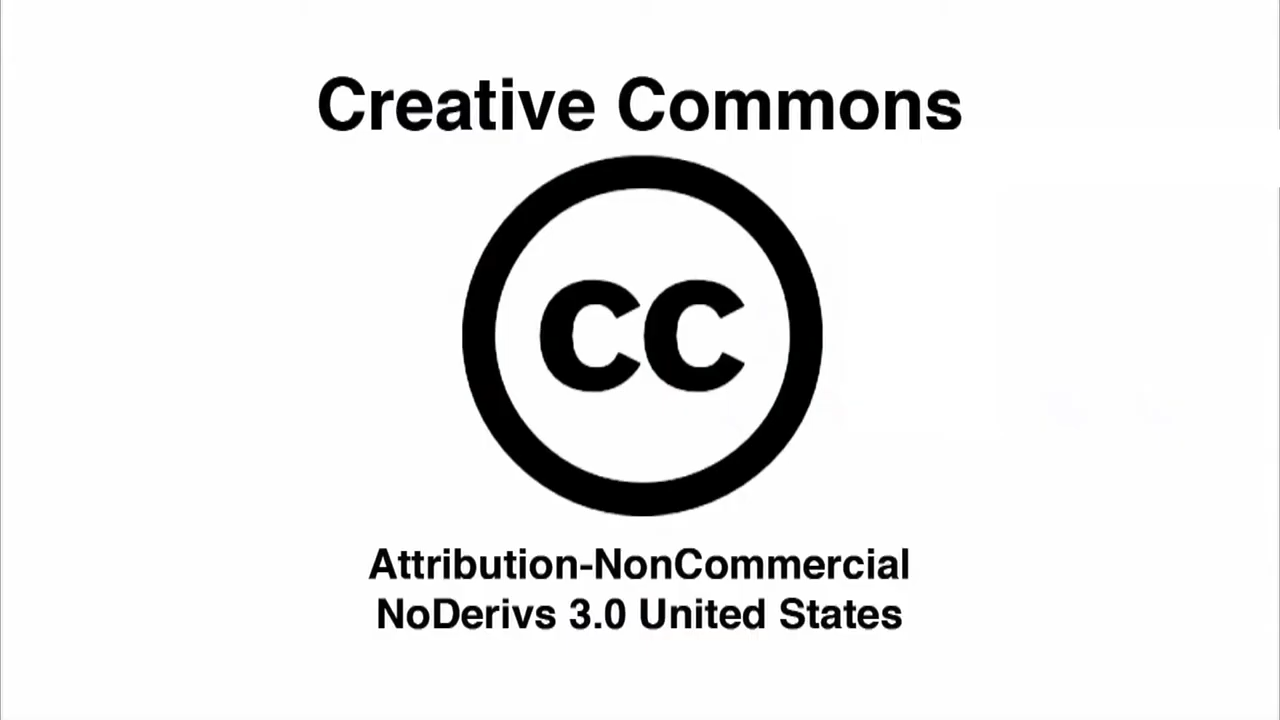 Creative Commons
cc
Attribution-NonCommercial
NoDerivs 3.0 United States